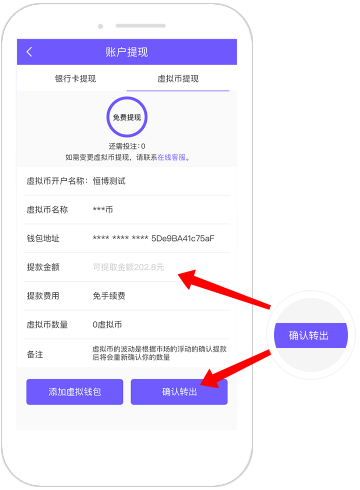 账户提现
银行卡提现
虚拟币提现
免费提现
还需投注:0
如需变更虚拟币提现，请联系在线客服。
虚拟币开户名称: 恒博测试
虚拟币名称 ***币
钱包地址 **** **** **** 5De9BA41c75aF
提款金额 可提取金额202.8元
提款费用 免手续费
虚拟币数量 0虚拟币
备注 虚拟币的波动是根据市场的浮动的确认提款
后将会重新确认你的数量
添加虚拟钱包
确认转出
确认转出